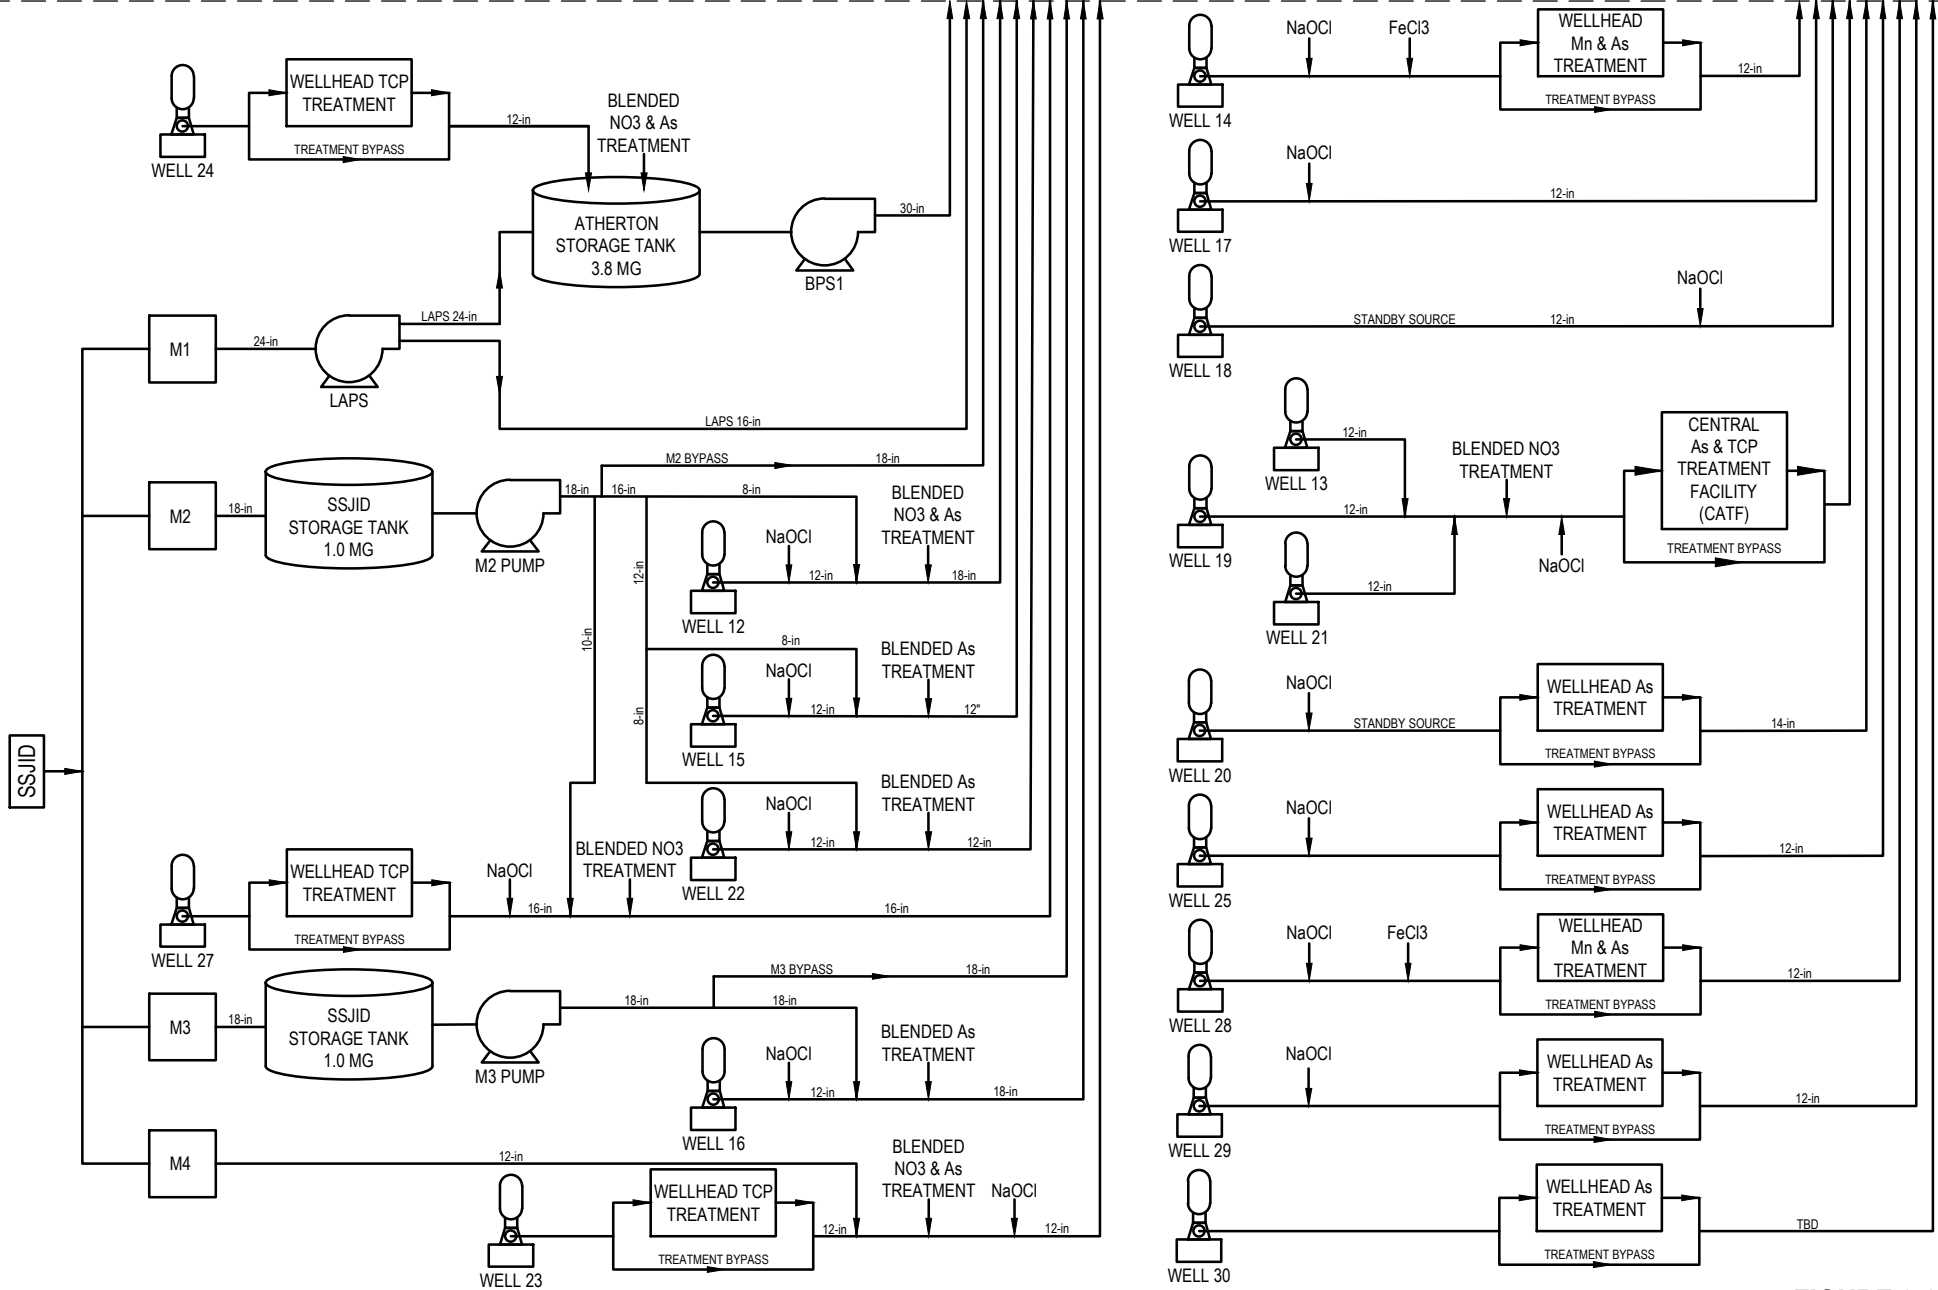 WELLHEAD TCP
TREATMENT
TREATMENT BYPASS
WELL 24
12-in
BLENDED
NO3 & As
TREATMENT
ATHERTON
STORAGE TANK
3.8 MG
BPS1
30-in
M1
24-in
LAPS
LAPS 24-in
LAPS 16-in
M2
18-in
SSJID
STORAGE TANK
1.0 MG
M2 PUMP
18-in
16-in
M2 BYPASS
18-in
8-in
12-in
10-in
8-in
NaOCl
12-in
BLENDED
NO3 & As
TREATMENT
18-in
WELL 12
8-in
NaOCl
12-in
BLENDED As
TREATMENT
12"
WELL 15
NaOCl
12-in
BLENDED As
TREATMENT
12-in
WELL 22
SSJID
WELLHEAD TCP
TREATMENT
TREATMENT BYPASS
WELL 27
NaOCl
16-in
BLENDED NO3
TREATMENT
16-in
M3
18-in
SSJID
STORAGE TANK
1.0 MG
M3 PUMP
18-in
M3 BYPASS
18-in
18-in
NaOCl
12-in
BLENDED As
TREATMENT
18-in
WELL 16
M4
12-in
WELLHEAD TCP
TREATMENT
TREATMENT BYPASS
WELL 23
12-in
BLENDED
NO3 & As
TREATMENT
NaOCl
12-in
NaOCl
FeCl3
WELLHEAD
Mn & As
TREATMENT
TREATMENT BYPASS
12-in
WELL 14
NaOCl
12-in
WELL 17
STANDBY SOURCE
12-in
NaOCl
WELL 18
12-in
WELL 13
12-in
WELL 19
12-in
WELL 21
BLENDED NO3
TREATMENT
NaOCl
CENTRAL
As & TCP
TREATMENT
FACILITY
(CATF)
TREATMENT BYPASS
NaOCl
STANDBY SOURCE
WELLHEAD As
TREATMENT
TREATMENT BYPASS
14-in
WELL 20
NaOCl
WELLHEAD As
TREATMENT
TREATMENT BYPASS
12-in
WELL 25
NaOCl
FeCl3
WELLHEAD
Mn & As
TREATMENT
TREATMENT BYPASS
12-in
WELL 28
NaOCl
WELLHEAD As
TREATMENT
TREATMENT BYPASS
12-in
WELL 29
WELLHEAD As
TREATMENT
TREATMENT BYPASS
TBD
WELL 30